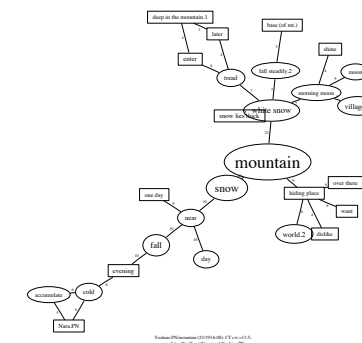 deep in the mountain.1
later
enter
tread
base (of mt.)
fall steadily.2
shine
moon
morning moon
village
white snow
snow lies thick
mountain
snow
hiding place
over there
want
world.2
dislike
one day
near
fall
day
evening
cold
accumulate
Nara.PN